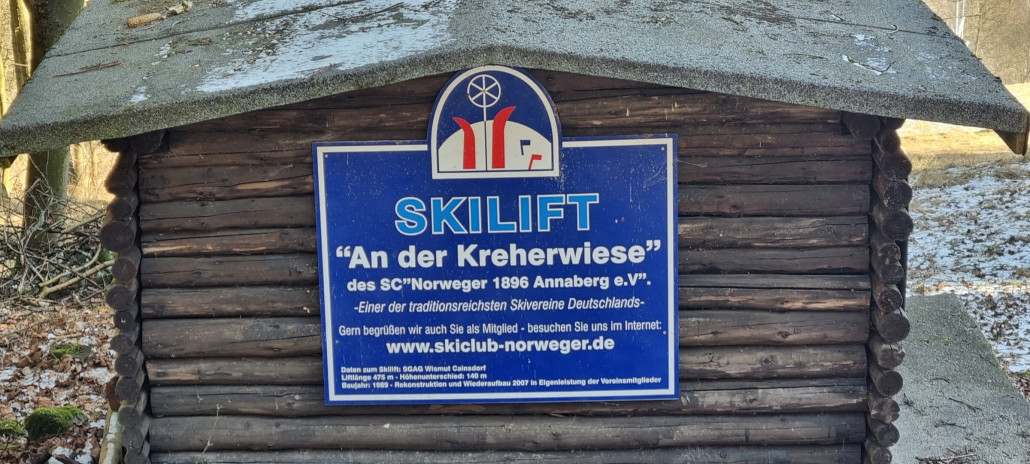 SKILIFT
“An der Kreherwiese”
des SC”Norweger 1896 Annaberg e.V”.
-Einer der traditionsreichsten Skivereine Deutschlands-
Gern begrüßen wir auch Sie als Mitglied - besuchen Sie uns im Internet:
www.skiclub-norweger.de
Daten zum Skilift: SGAG Wismut Cainsdorf
Liftlänge 475 m - Höhenunterschied: 140 m
Baujahr: 1989 - Rekonstruktion und Wiederaufbau 2007 in Eigenleistung der Vereinsmitglieder